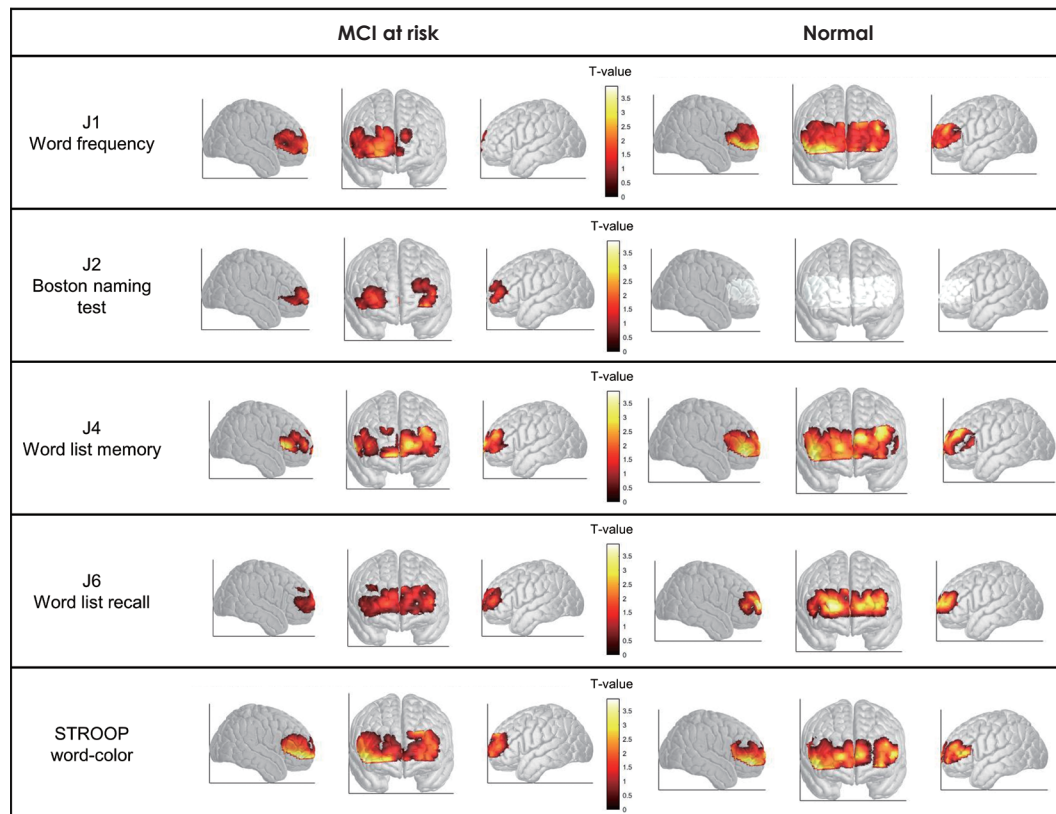 MCI at risk
Normal
J1
Word frequency
T-value
3.5
3
2.5
2
1.5
1
0.5
0
J2
Boston naming
test
T-value
3.5
3
2.5
2
1.5
1
0.5
0
J4
Word list memory
T-value
3.5
3
2.5
2
1.5
1
0.5
0
J6
Word list recall
T-value
3.5
3
2.5
2
1.5
1
0.5
0
STROOP
word-color
T-value
3.5
3
2.5
2
1.5
1
0.5
0